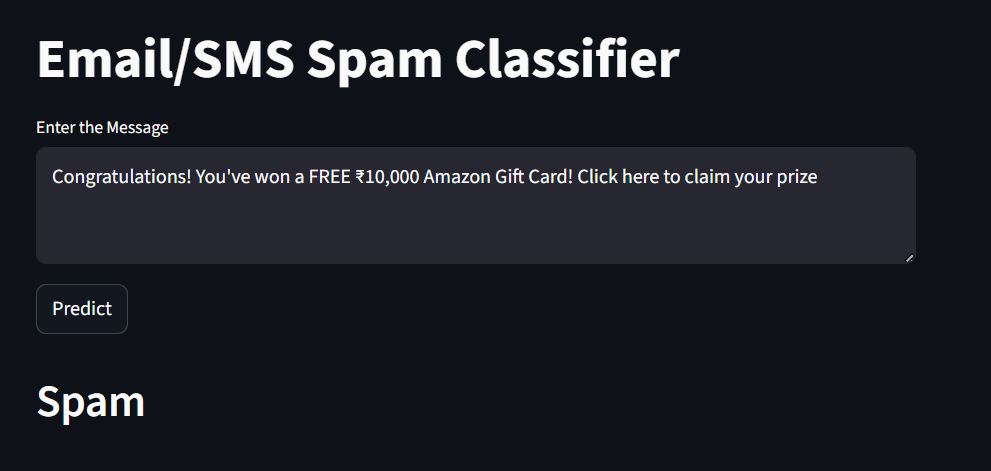 Email/SMS Spam Classifier
Enter the Message
Congratulations! You've won a FREE ₹10,000 Amazon Gift Card! Click here to claim your prize
Predict
Spam